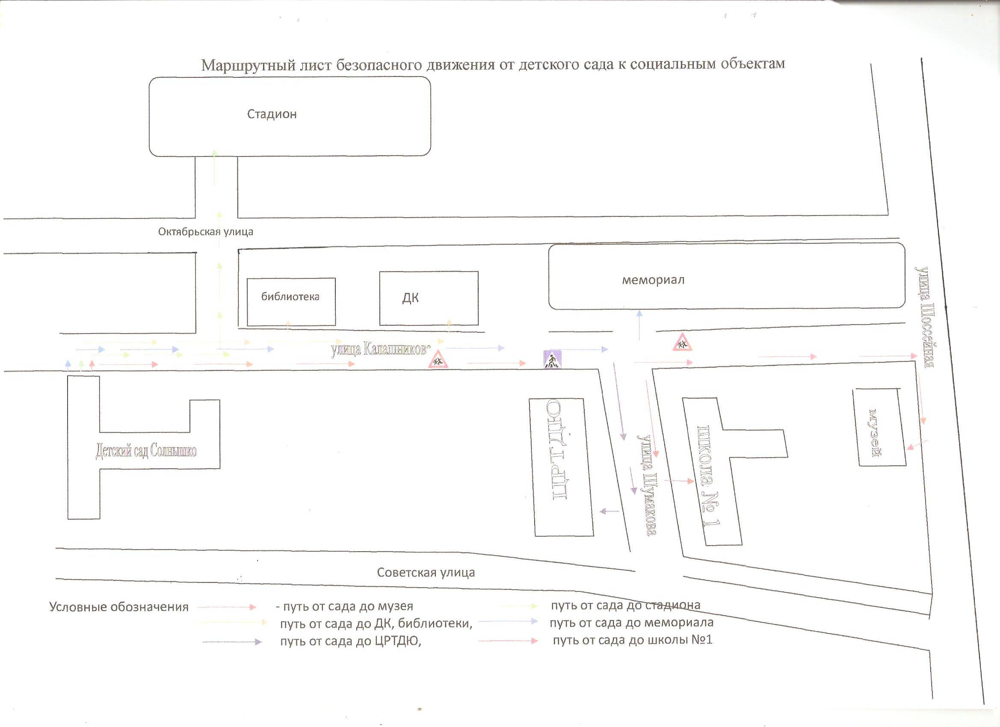 Маршрутный лист безопасного движения от детского сада к социальным объектам
Стадион
Октябрьская улица
библиотека
ДК
мемориал
улица Шоссейная
улица Калашников
Детский сад Солнышко
ЦРТДЮ
улица Шумакова
школа № 1
музей
Советская улица
Условные обозначения
- путь от сада до музея
путь от сада до стадиона
путь от сада до ДК, библиотеки,
путь от сада до мемориала
путь от сада до ЦРТДЮ,
путь от сада до школы №1